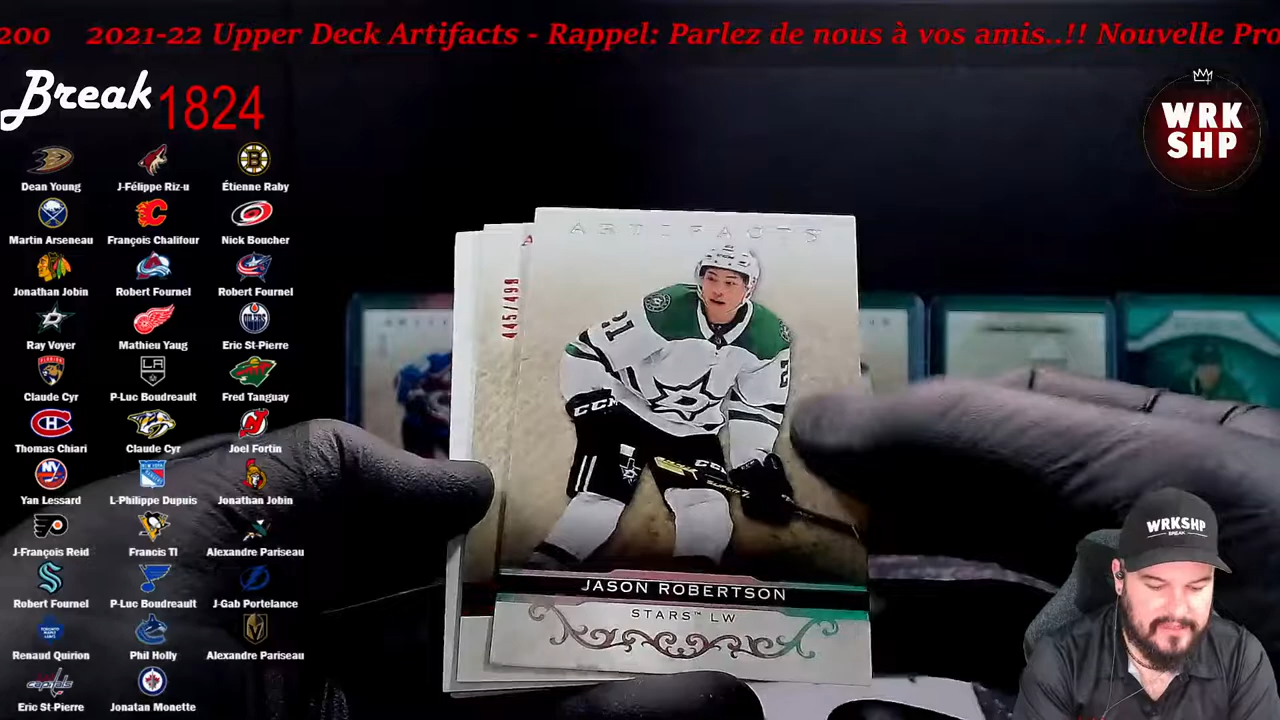 200 2021-22 Upper Deck Artifacts - Rappel: Parlez de nous à vos amis..!! Nouvelle Pro
Break 1824
WRK
SHP
Dean Young J-Félippe Riz-u Étienne Raby
Martin Arseneau François Chalifour Nick Boucher
Jonathan Jobin Robert Fournel Robert Fournel
Ray Voyer Mathieu Yaug Eric St-Pierre
Claude Cyr P-Luc Boudreault Fred Tanguay
Thomas Chiari Claude Cyr Joel Fortin
Yan Lessard L-Philippe Dupuis Jonathan Jobin
J-François Reid Francis Tl Alexandre Pariseau
Robert Fournel P-Luc Boudreault J-Gab Portelance
Renaud Quirion Phil Holly Alexandre Pariseau
Eric St-Pierre Jonatan Monette
ARTIFACTS
445/499
21
CCM
JASON ROBERTSON
STARS™ LW
WRKSHP
BREAK